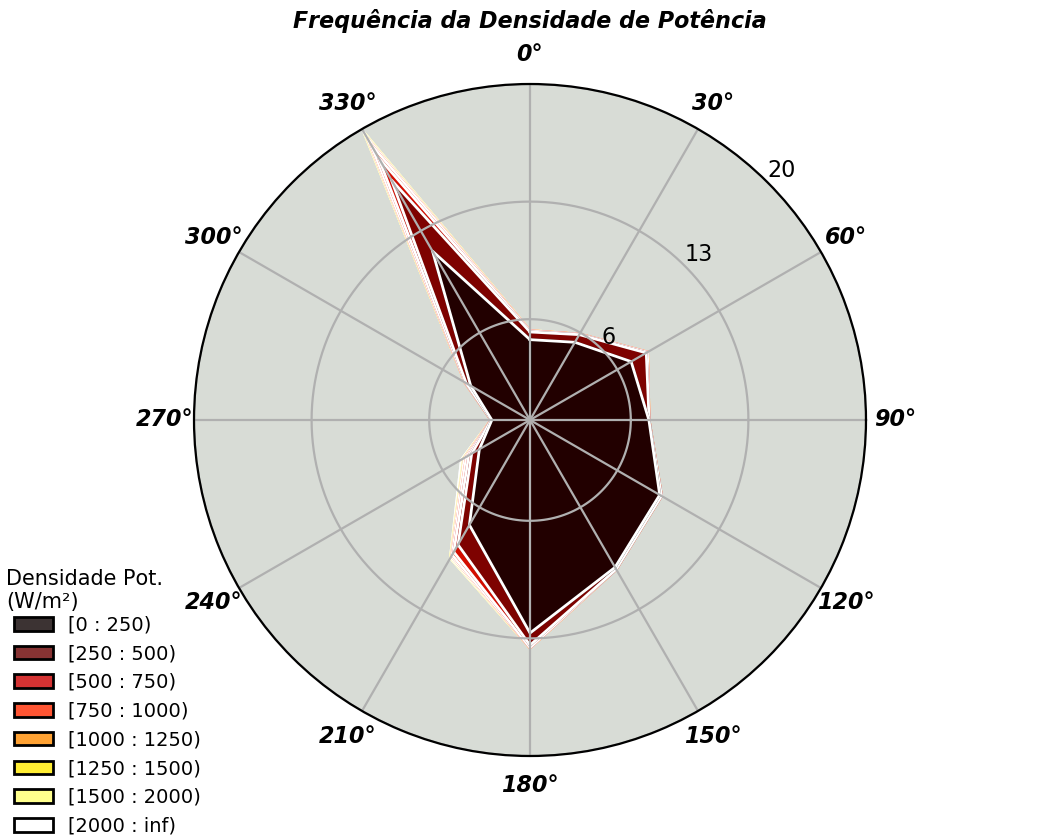 Frequência da Densidade de Potência
0°
330°
30°
20
300°
60°
13
6
270°
90°
240°
120°
210°
150°
180°
Densidade Pot.
(W/m²)
[0 : 250)
[250 : 500)
[500 : 750)
[750 : 1000)
[1000 : 1250)
[1250 : 1500)
[1500 : 2000)
[2000 : inf)